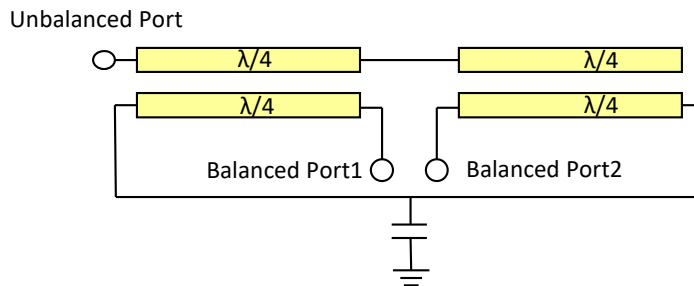 Unbalanced Port
λ/4
λ/4
λ/4
λ/4
Balanced Port1
Balanced Port2